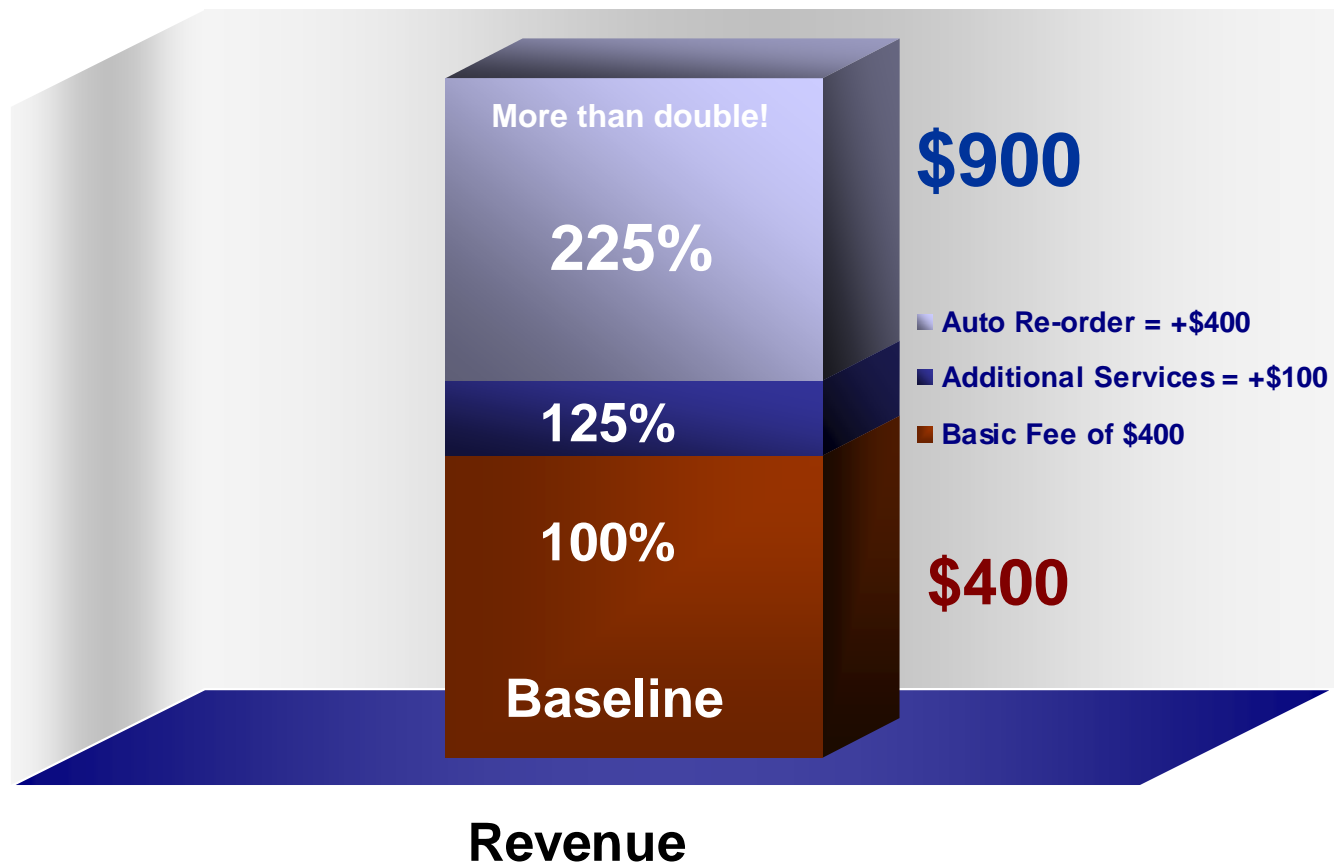 More than double!
$900
225%
Auto Re-order = +$400
Additional Services = +$100
125%
Basic Fee of $400
100%
$400
Baseline
Revenue